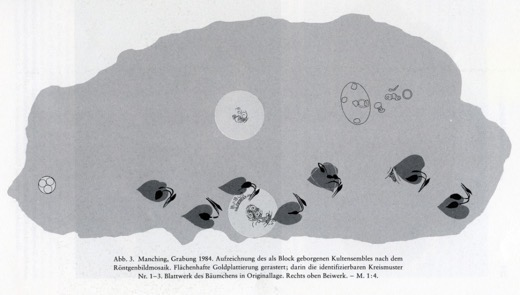 Abb. 3. Manching, Grabung 1984. Aufzeichnung des als Block geborgenen Kultensembles nach dem
Röntgenbildmosaik. Flächenhafte Goldplattierung gerastert; darin die identifizierbaren Kreismuster
Nr. 1–3. Blattwerk des Bäumchens in Originallage. Rechts oben Beiwerk. – M. 1:4.